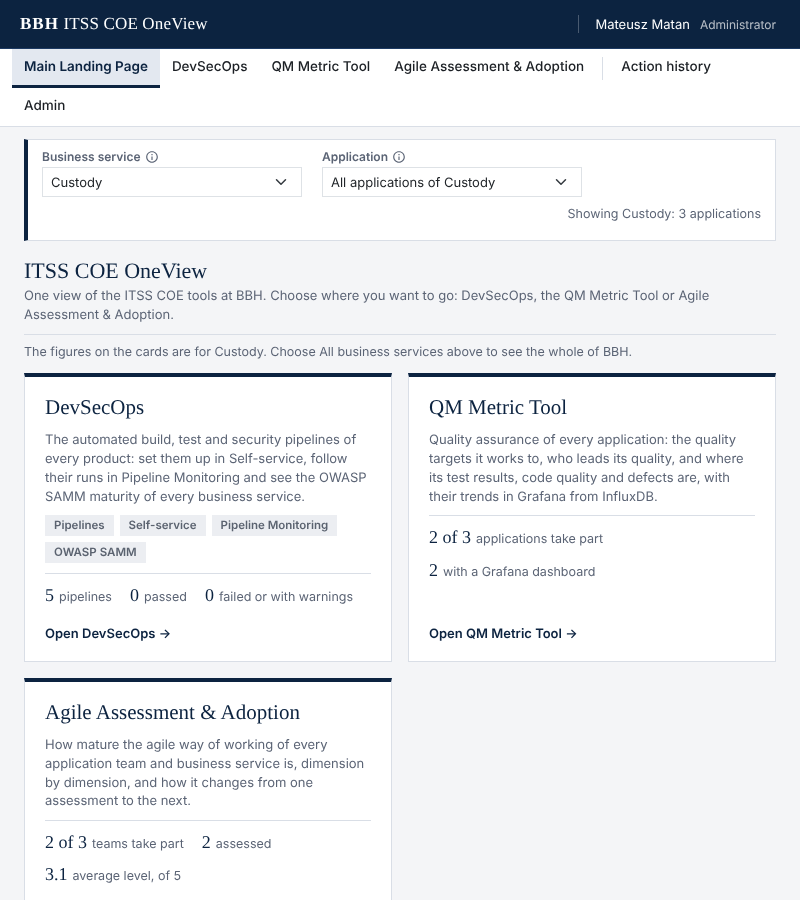 BBH ITSS COE OneView
Mateusz Matan Administrator
Main Landing Page DevSecOps QM Metric Tool Agile Assessment & Adoption Action history
Admin
Business service Application
Custody All applications of Custody
Showing Custody: 3 applications
ITSS COE OneView
One view of the ITSS COE tools at BBH. Choose where you want to go: DevSecOps, the QM Metric Tool or Agile
Assessment & Adoption.
The figures on the cards are for Custody. Choose All business services above to see the whole of BBH.
DevSecOps
The automated build, test and security pipelines of
every product: set them up in Self-service, follow
their runs in Pipeline Monitoring and see the OWASP
SAMM maturity of every business service.
Pipelines Self-service Pipeline Monitoring
OWASP SAMM
5 pipelines 0 passed 0 failed or with warnings
Open DevSecOps →
QM Metric Tool
Quality assurance of every application: the quality
targets it works to, who leads its quality, and where
its test results, code quality and defects are, with
their trends in Grafana from InfluxDB.
2 of 3 applications take part
2 with a Grafana dashboard
Open QM Metric Tool →
Agile Assessment & Adoption
How mature the agile way of working of every
application team and business service is, dimension
by dimension, and how it changes from one
assessment to the next.
2 of 3 teams take part 2 assessed
3.1 average level, of 5